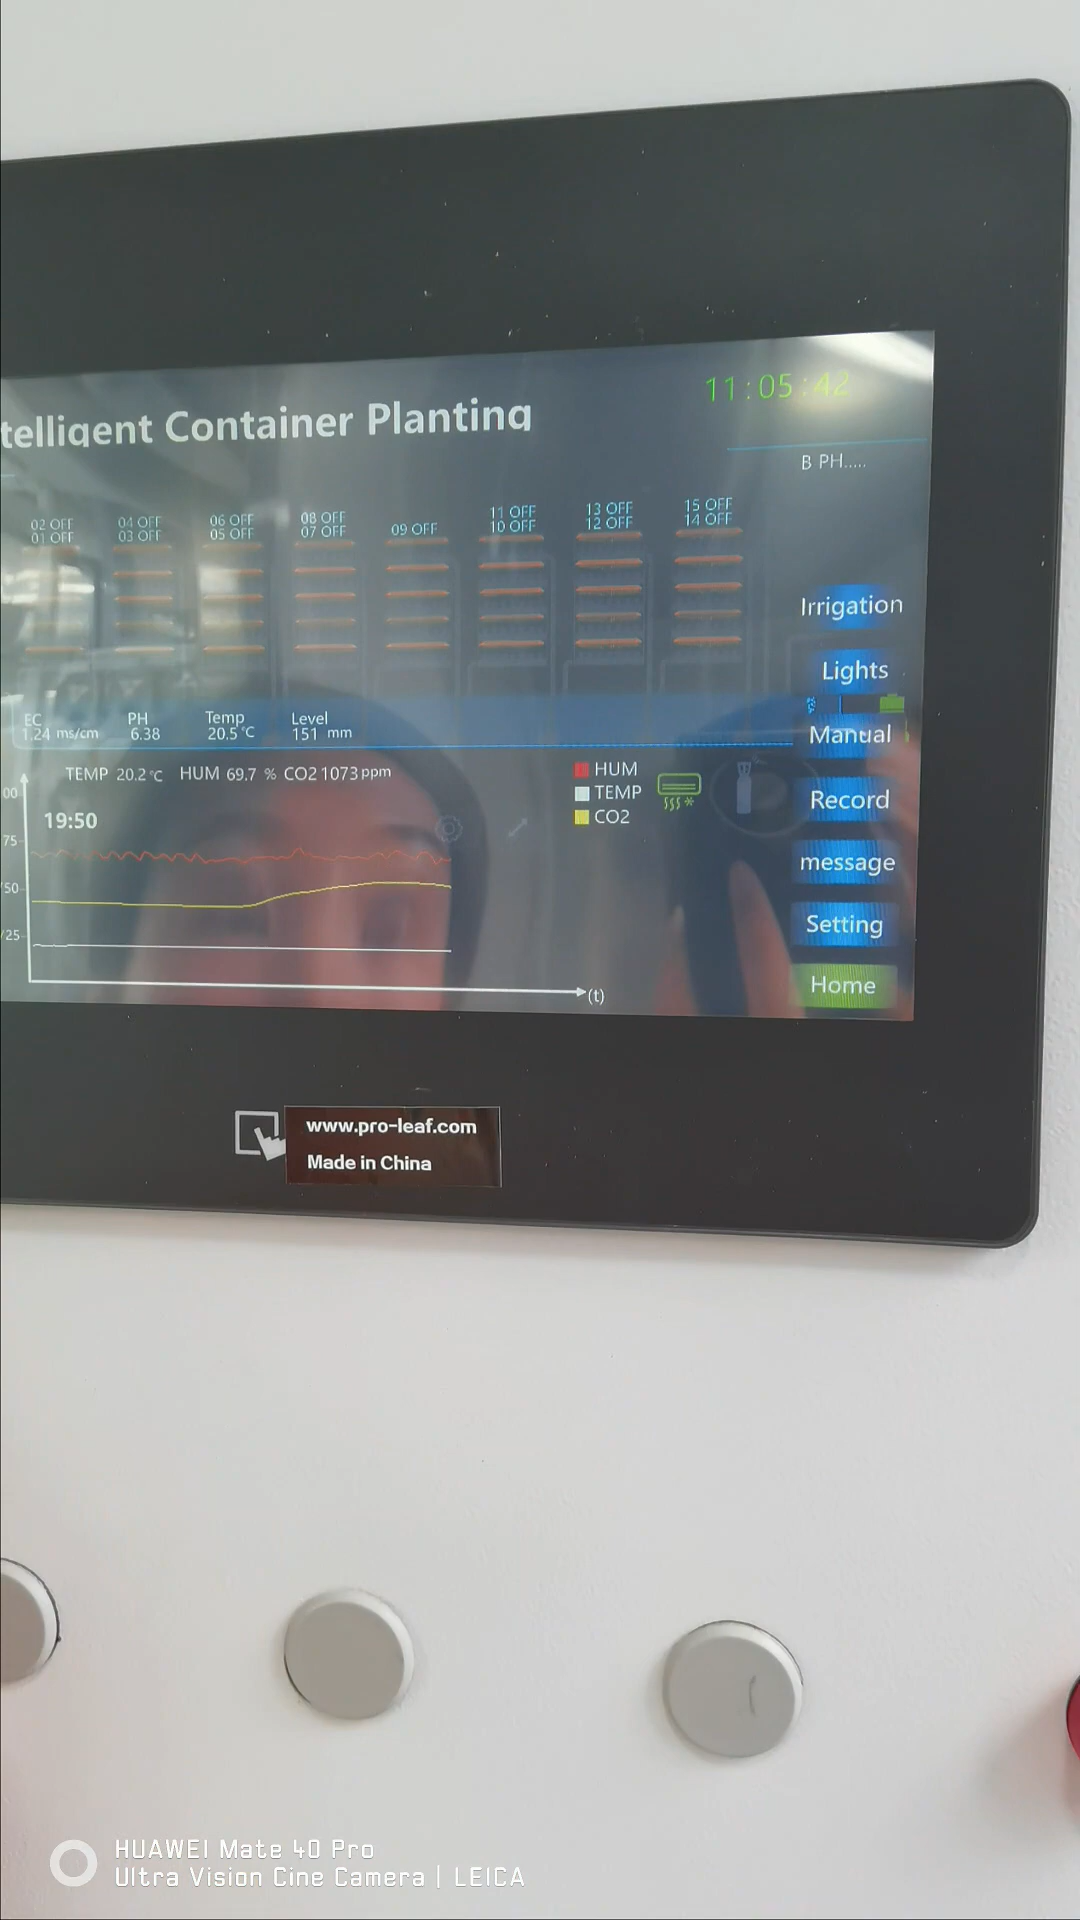 11:05:42
telligent Container Planting
B PH.....
02 OFF 04 OFF 06 OFF 08 OFF 09 OFF 11 OFF 13 OFF 15 OFF
01 OFF 03 OFF 05 OFF 07 OFF 10 OFF 12 OFF 14 OFF
Irrigation
Lights
Manual
Record
message
Setting
Home
EC PH Temp Level
1.24 ms/cm 6.38 20.5 °C 151 mm
TEMP 20.2 °C HUM 69.7 % CO2 1073 ppm
HUM
TEMP
CO2
00
19:50
75
/50
/25
(t)
www.pro-leaf.com
Made in China
HUAWEI Mate 40 Pro
Ultra Vision Cine Camera | LEICA